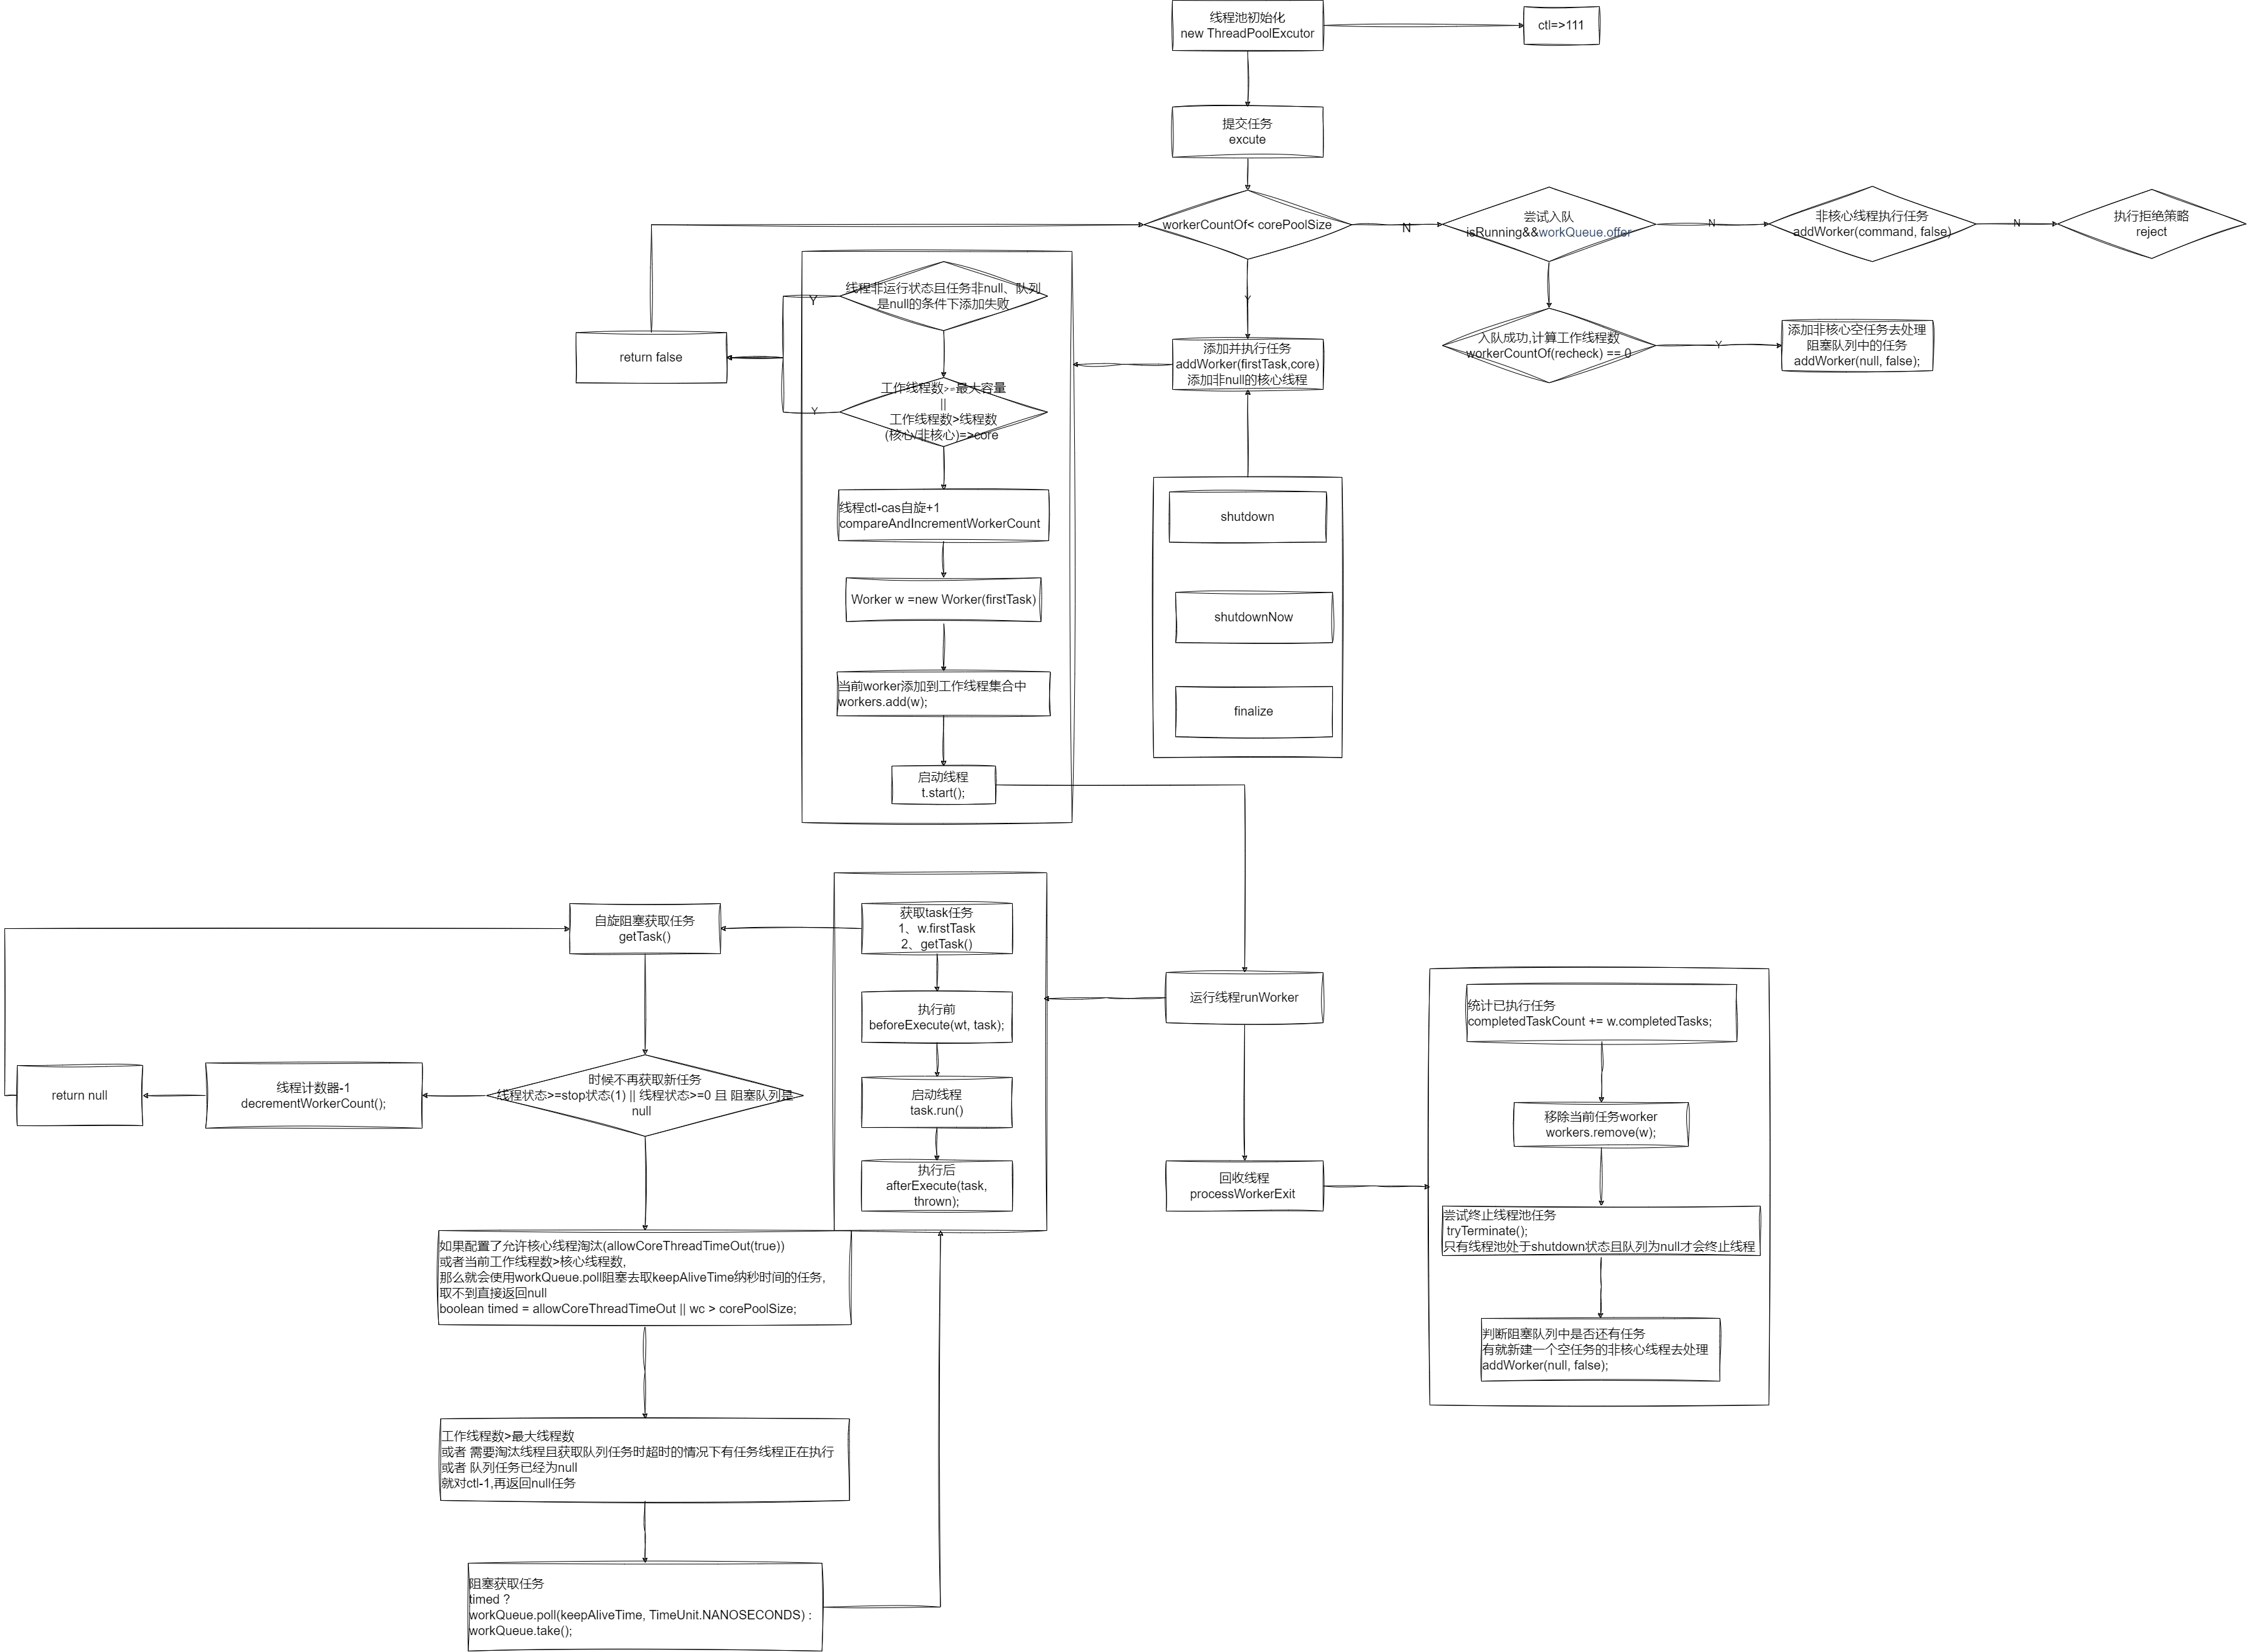 线程池初始化
new ThreadPoolExcutor
ctl=>111
提交任务
excute
workerCountOf< corePoolSize
N
尝试入队
isRunning&&workQueue.offer
N
非核心线程执行任务
addWorker(command, false)
N
执行拒绝策略
reject
Y
入队成功,计算工作线程数
workerCountOf(recheck) == 0
Y
添加非核心空任务去处理
阻塞队列中的任务
addWorker(null, false);
添加并执行任务
addWorker(firstTask,core)
添加非null的核心线程
线程非运行状态且任务非null、队列
是null的条件下添加失败
Y
return false
工作线程数>=最大容量
||
工作线程数>线程数
(核心/非核心)=>core
Y
线程ctl-cas自旋+1
compareAndIncrementWorkerCount
Worker w =new Worker(firstTask)
当前worker添加到工作线程集合中
workers.add(w);
启动线程
t.start();
shutdown
shutdownNow
finalize
自旋阻塞获取任务
getTask()
获取task任务
1、w.firstTask
2、getTask()
执行前
beforeExecute(wt, task);
启动线程
task.run()
执行后
afterExecute(task,
thrown);
运行线程runWorker
回收线程
processWorkerExit
统计已执行任务
completedTaskCount += w.completedTasks;
移除当前任务worker
workers.remove(w);
尝试终止线程池任务
tryTerminate();
只有线程池处于shutdown状态且队列为null才会终止线程
判断阻塞队列中是否还有任务
有就新建一个空任务的非核心线程去处理
addWorker(null, false);
return null
线程计数器-1
decrementWorkerCount();
时候不再获取新任务
线程状态>=stop状态(1) || 线程状态>=0 且 阻塞队列是
null
如果配置了允许核心线程淘汰(allowCoreThreadTimeOut(true))
或者当前工作线程数>核心线程数,
那么就会使用workQueue.poll阻塞去取keepAliveTime纳秒时间的任务,
取不到直接返回null
boolean timed = allowCoreThreadTimeOut || wc > corePoolSize;
工作线程数>最大线程数
或者 需要淘汰线程且获取队列任务时超时的情况下有任务线程正在执行
或者 队列任务已经为null
就对ctl-1,再返回null任务
阻塞获取任务
timed ?
workQueue.poll(keepAliveTime, TimeUnit.NANOSECONDS) :
workQueue.take();